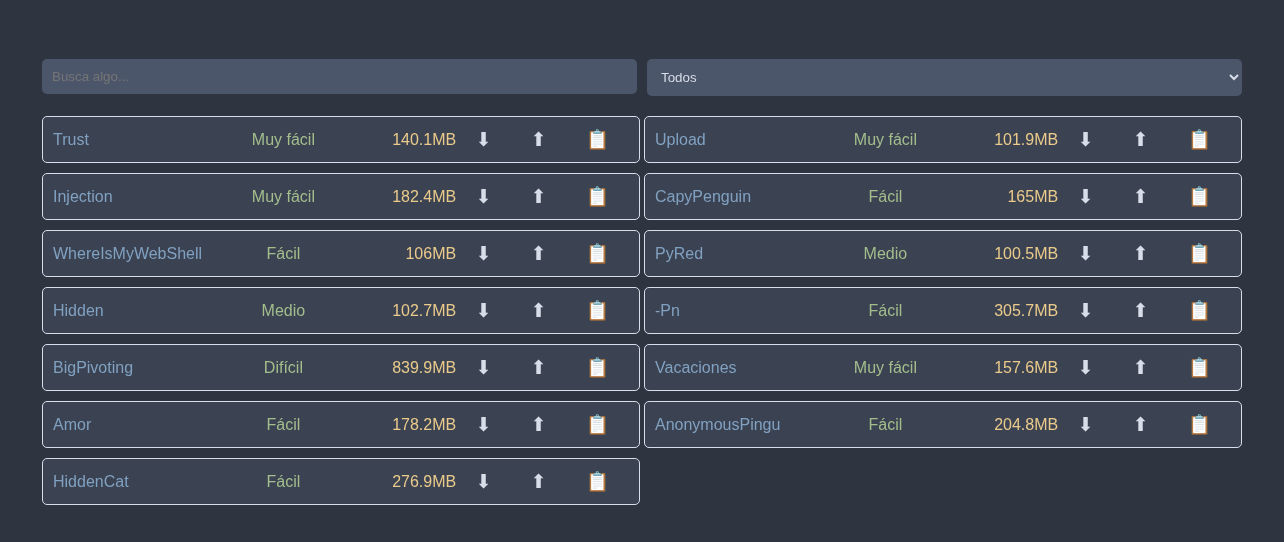 Busca algo...
Todos
Trust Muy fácil 140.1MB
Upload Muy fácil 101.9MB
Injection Muy fácil 182.4MB
CapyPenguin Fácil 165MB
WhereIsMyWebShell Fácil 106MB
PyRed Medio 100.5MB
Hidden Medio 102.7MB
-Pn Fácil 305.7MB
BigPivoting Difícil 839.9MB
Vacaciones Muy fácil 157.6MB
Amor Fácil 178.2MB
AnonymousPingu Fácil 204.8MB
HiddenCat Fácil 276.9MB